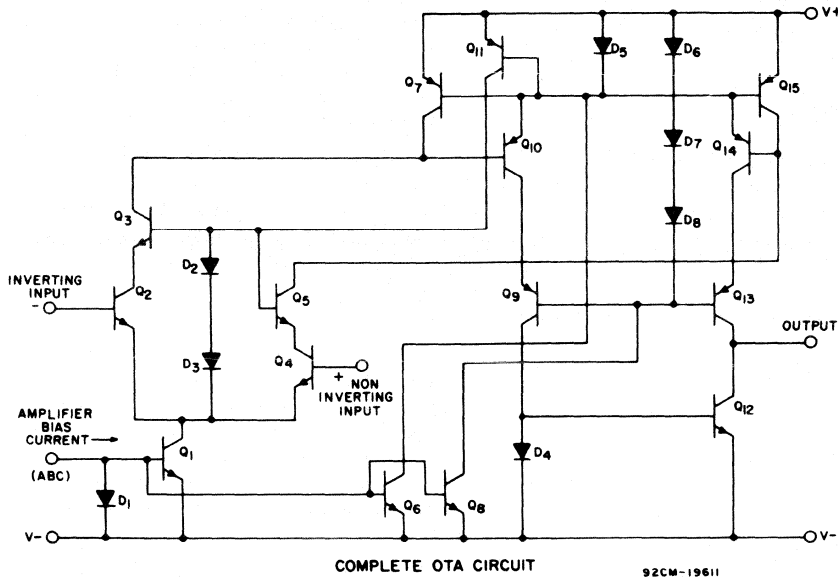 V+
Q11
D5
D6
Q7
Q15
Q10
D7
Q14
Q3
D8
D2
INVERTING
INPUT
-
Q2
Q5
Q9
Q13
OUTPUT
D3
Q4
+
NON
INVERTING
INPUT
AMPLIFIER
BIAS
CURRENT
(ABC)
Q1
Q12
D4
D1
Q6
Q8
V-
V-
COMPLETE OTA CIRCUIT
92CM-19611